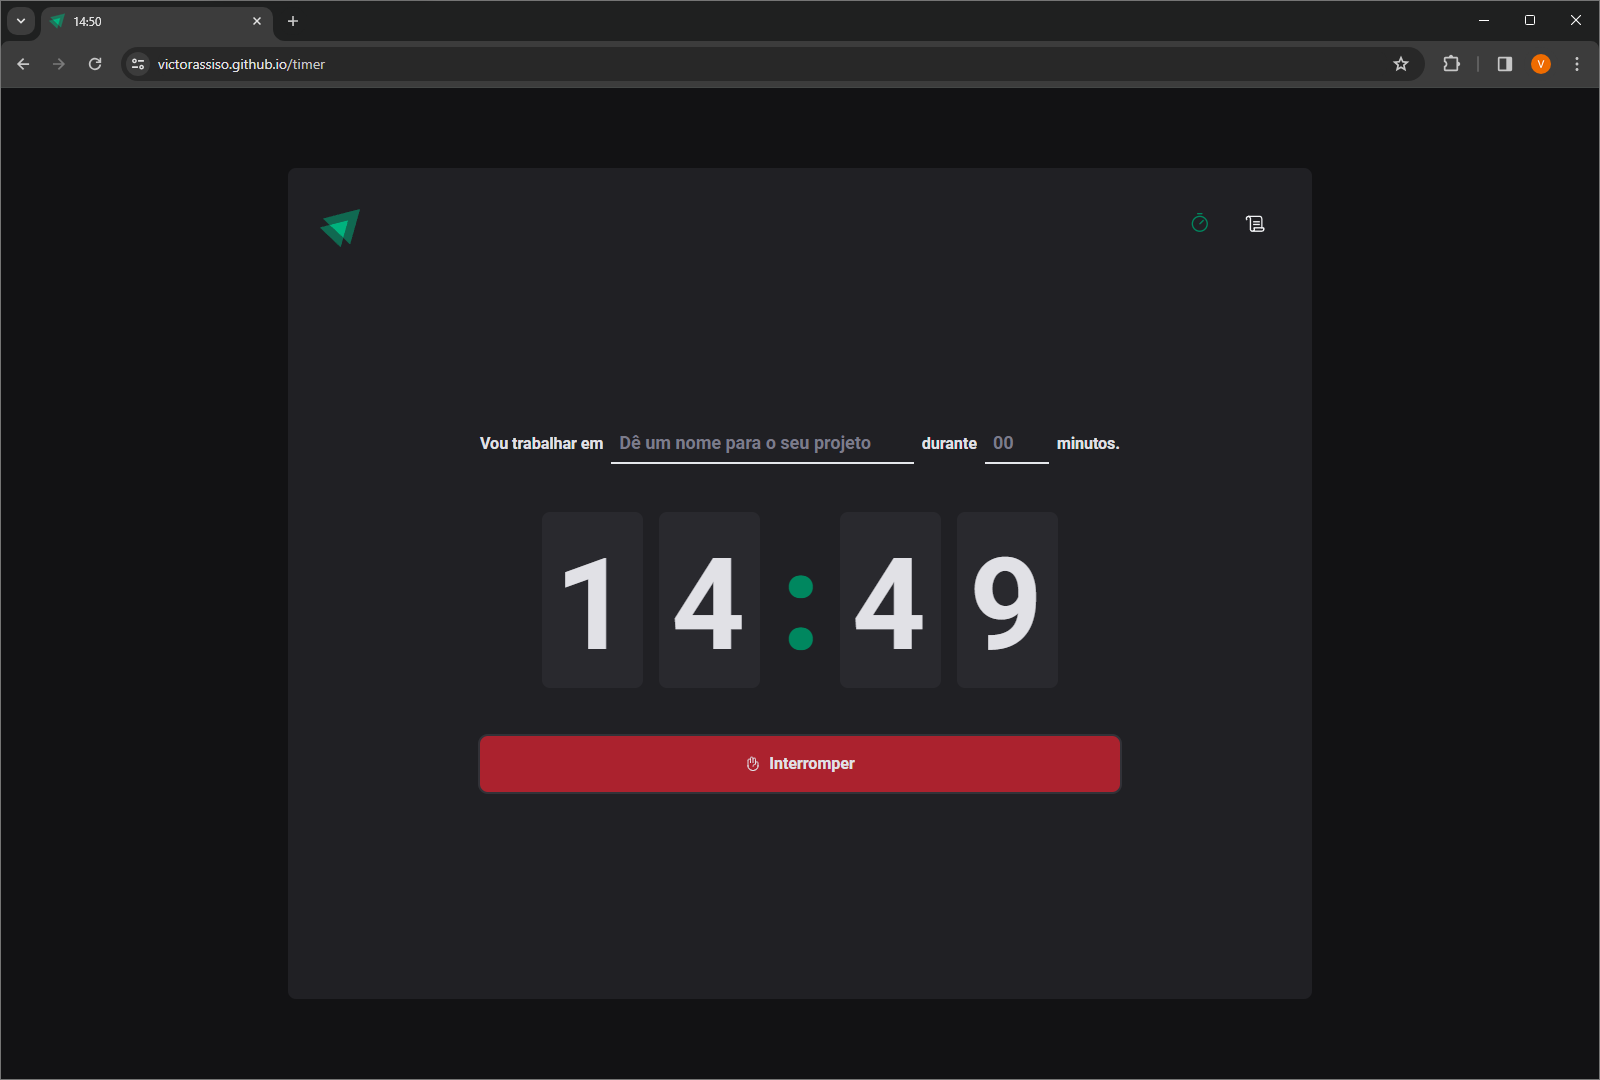 14:50
victorassiso.github.io/timer
V
Vou trabalhar em Dê um nome para o seu projeto durante 00 minutos.
14:49
Interromper